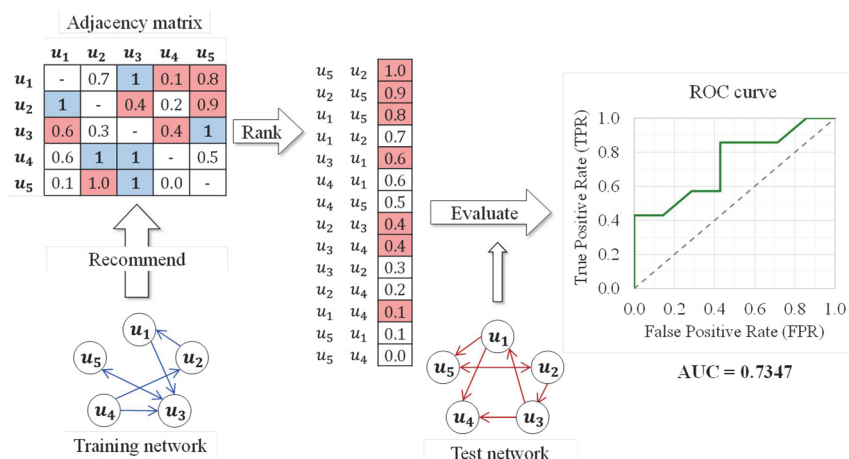 Adjacency matrix
u1 u2 u3 u4 u5
u1 - 0.7 1 0.1 0.8
u2 1 - 0.4 0.2 0.9
u3 0.6 0.3 - 0.4 1
u4 0.6 1 1 - 0.5
u5 0.1 1.0 1 0.0 -
Recommend
u1
u5 u2
u4 u3
Training network
Rank
u5 u2 1.0
u2 u5 0.9
u1 u5 0.8
u1 u2 0.7
u3 u1 0.6
u4 u1 0.6
u4 u5 0.5
u2 u3 0.4
u3 u4 0.4
u3 u2 0.3
u2 u4 0.2
u1 u4 0.1
u5 u1 0.1
u5 u4 0.0
Evaluate
u1
u5 u2
u4 u3
Test network
ROC curve
True Positive Rate (TPR)
1.0
0.8
0.6
0.4
0.2
0.0
0.0 0.2 0.4 0.6 0.8 1.0
False Positive Rate (FPR)
AUC = 0.7347